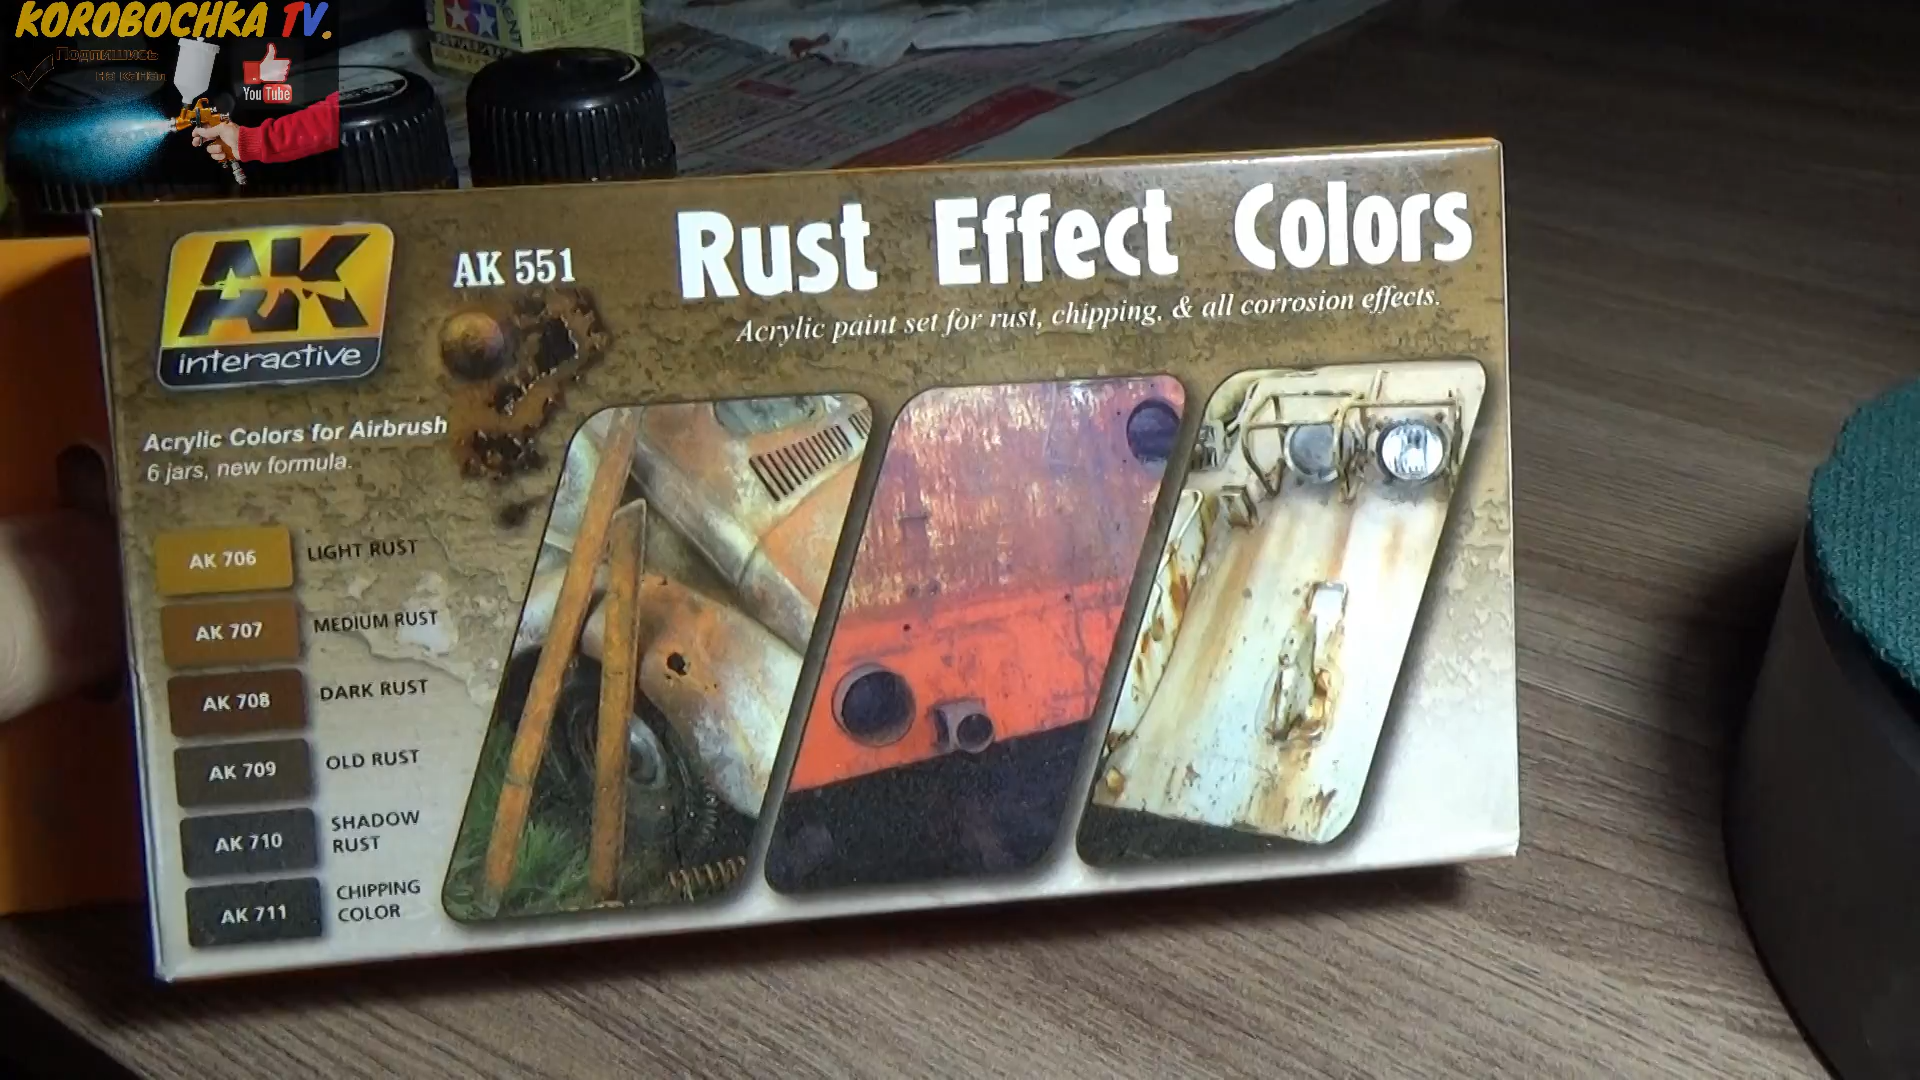 KOROBOCHKA TV.
Подпишись
на канал
You Tube
AK
interactive
AK 551
Rust Effect Colors
Acrylic paint set for rust, chipping, & all corrosion effects.
Acrylic Colors for Airbrush
6 jars, new formula.
AK 706 LIGHT RUST
AK 707 MEDIUM RUST
AK 708 DARK RUST
AK 709 OLD RUST
AK 710 SHADOW
RUST
AK 711 CHIPPING
COLOR